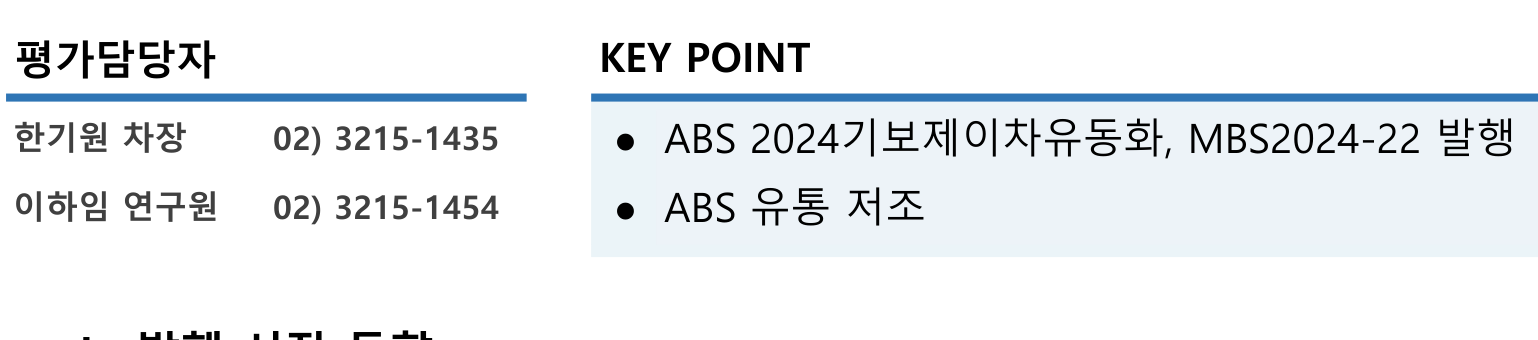 평가담당자
한기원 차장 02) 3215-1435
이하임 연구원 02) 3215-1454
KEY POINT
● ABS 2024기보제이차유동화, MBS2024-22 발행
● ABS 유통 저조